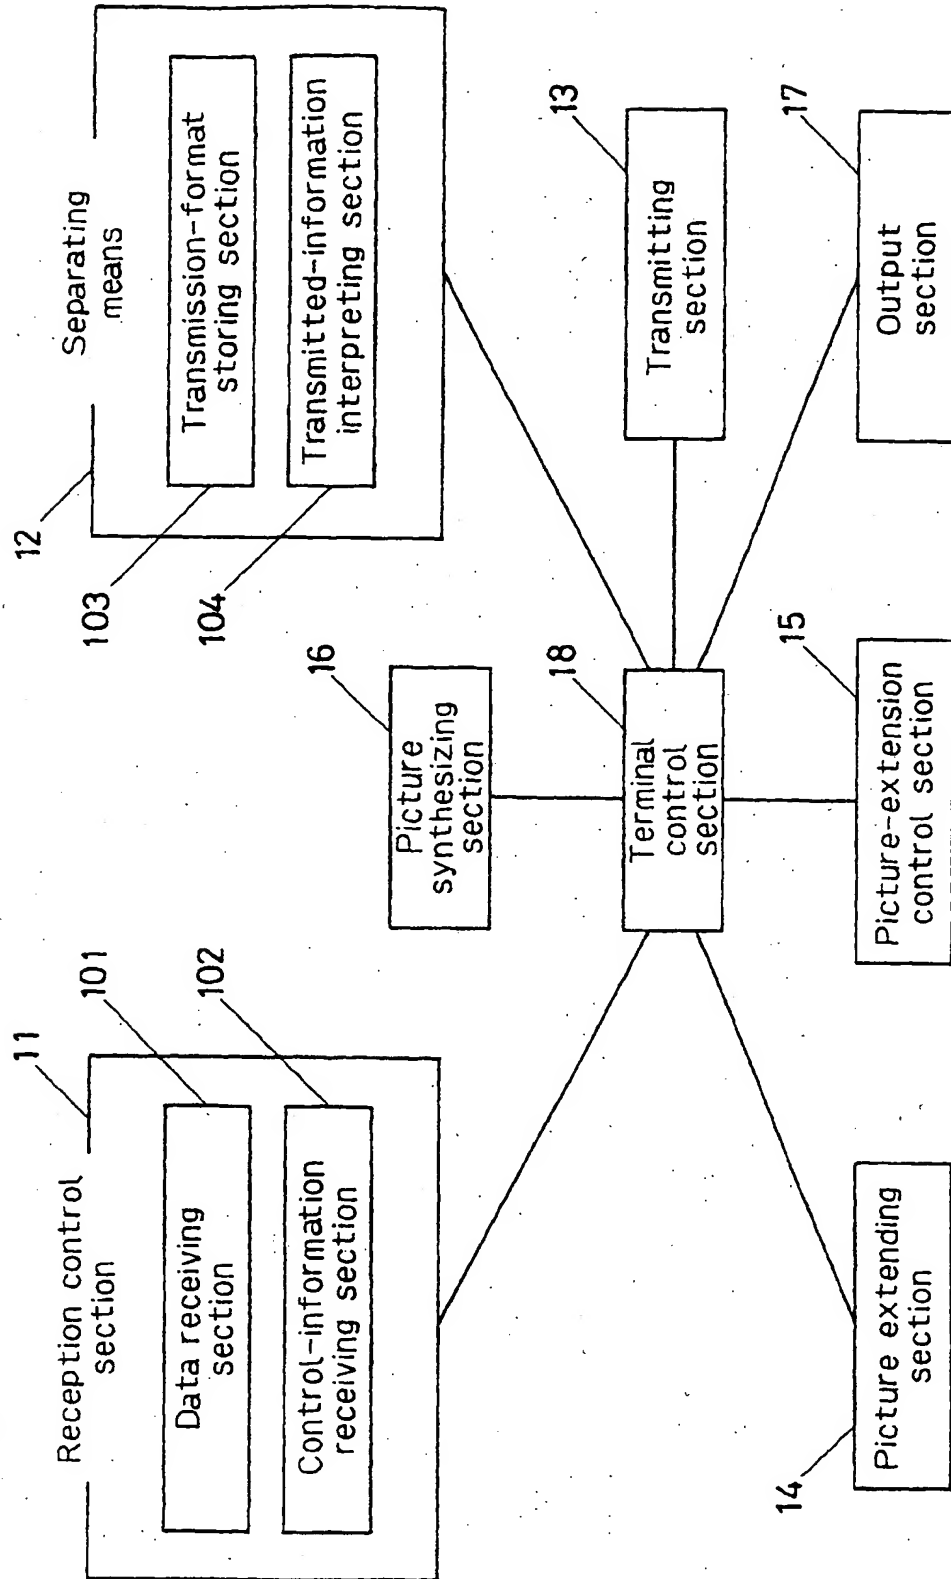 11
Reception control
section
101
Data receiving
section
102
Control-information
receiving section
12
Separating
means
103
Transmission-format
storing section
104
Transmitted-information
interpreting section
16
Picture
synthesizing
section
18
Terminal
control
section
13
Transmitting
section
14
Picture extending
section
15
Picture-extension
control section
17
Output
section